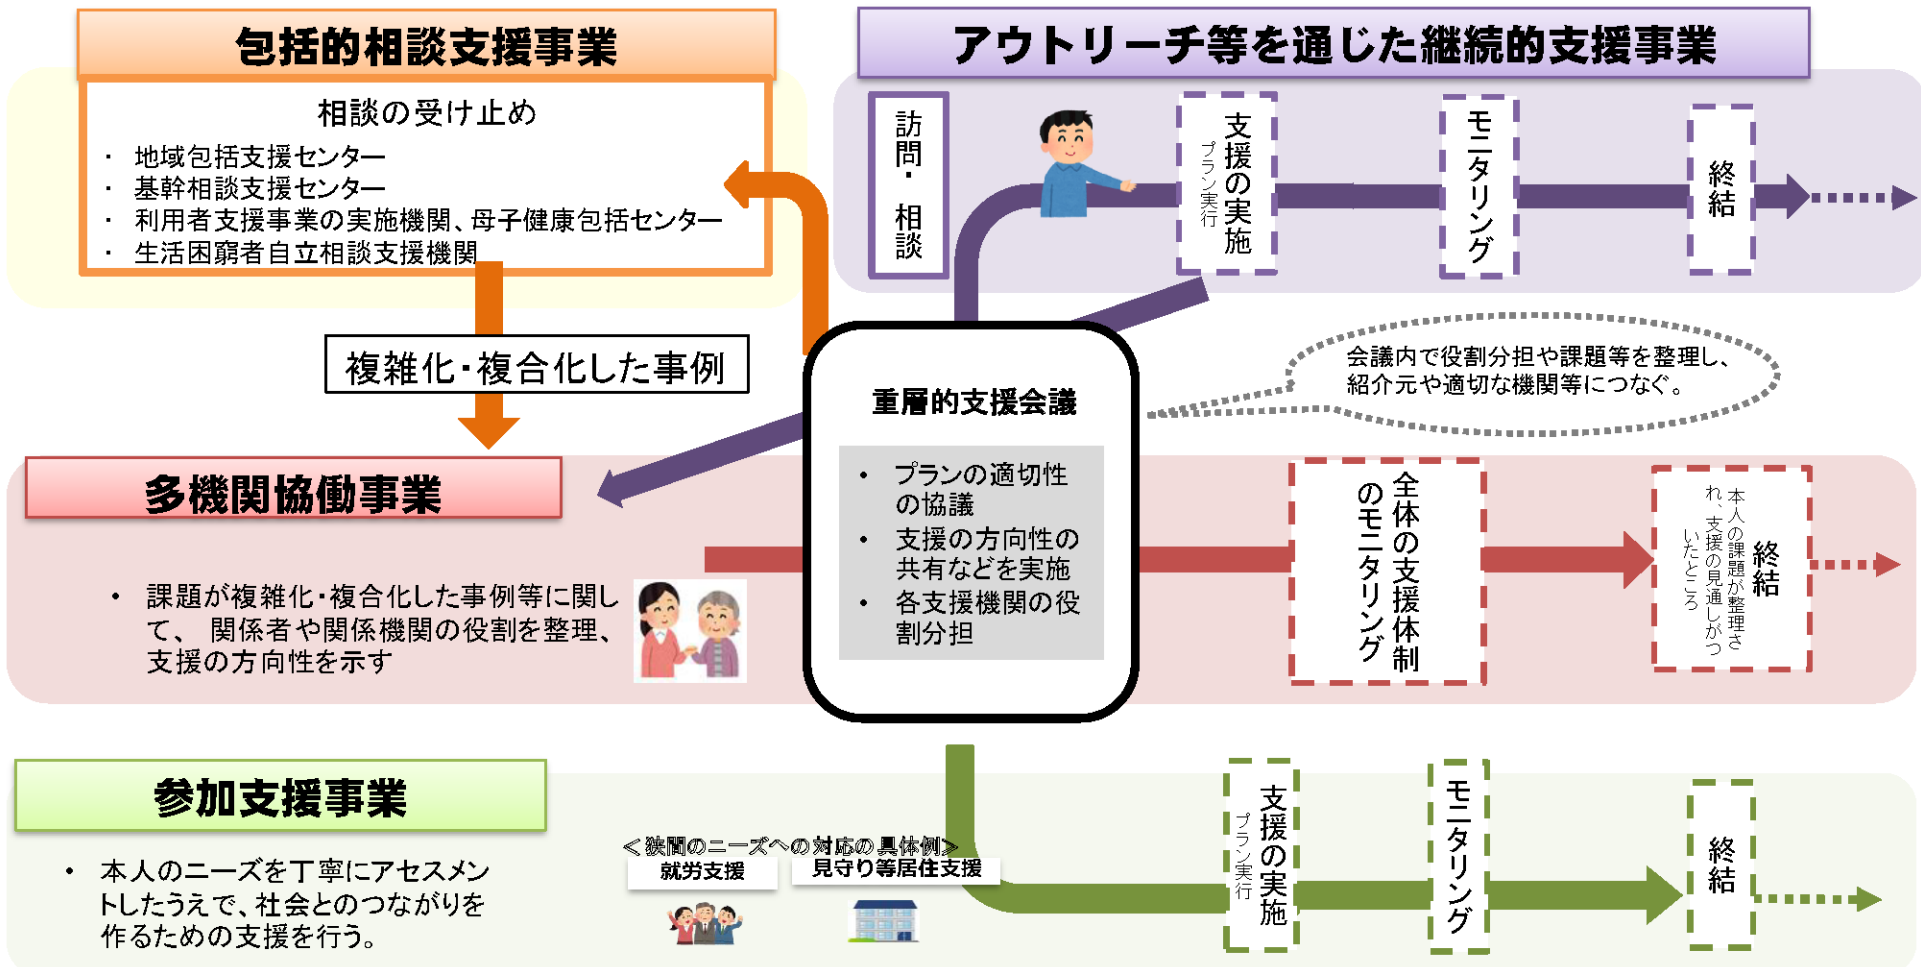 包括的相談支援事業
相談の受け止め
・ 地域包括支援センター
・ 基幹相談支援センター
・ 利用者支援事業の実施機関、母子健康包括センター
・ 生活困窮者自立相談支援機関
複雑化・複合化した事例
アウトリーチ等を通じた継続的支援事業
訪問・相談
支援の実施
プラン実行
モニタリング
終結
会議内で役割分担や課題等を整理し、
紹介元や適切な機関等につなぐ。
重層的支援会議
• プランの適切性
の協議
• 支援の方向性の
共有などを実施
• 各支援機関の役
割分担
多機関協働事業
• 課題が複雑化・複合化した事例等に関し
て、 関係者や関係機関の役割を整理、
支援の方向性を示す
全体の支援体制
のモニタリング
終結
本人の課題が整理さ
れ、支援の見通しがつ
いたところ
参加支援事業
• 本人のニーズを丁寧にアセスメン
トしたうえで、社会とのつながりを
作るための支援を行う。
＜狭間のニーズへの対応の具体例＞
就労支援
見守り等居住支援
支援の実施
プラン実行
モニタリング
終結